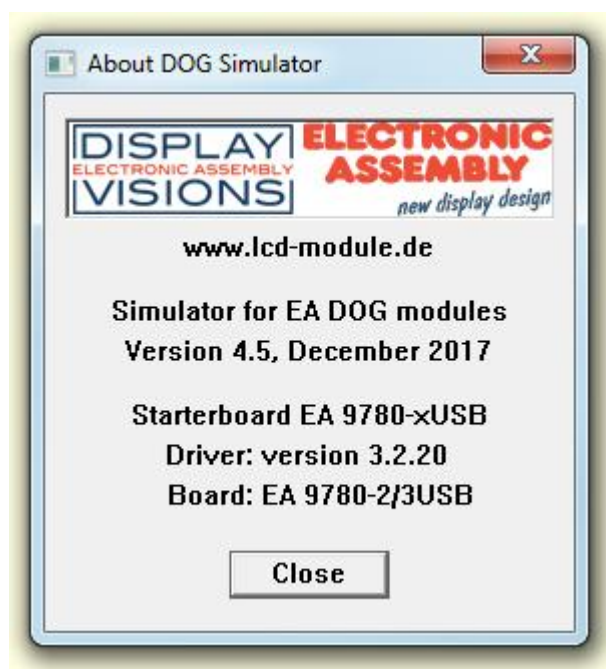 About DOG Simulator
DISPLAY
ELECTRONIC ASSEMBLY
VISIONS
ELECTRONIC
ASSEMBLY
new display design
www.lcd-module.de
Simulator for EA DOG modules
Version 4.5, December 2017
Starterboard EA 9780-xUSB
Driver: version 3.2.20
Board: EA 9780-2/3USB
Close